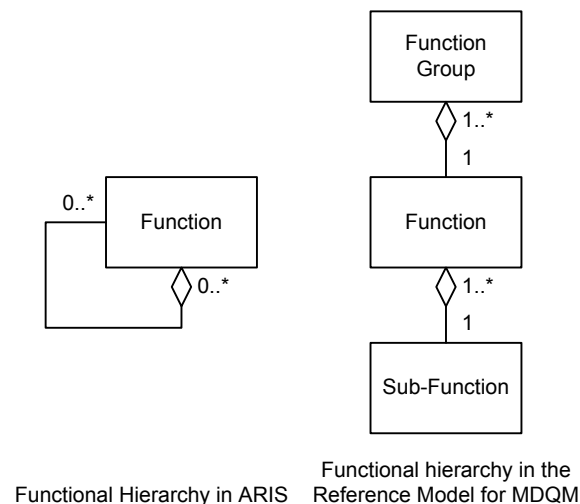 Function
Group
1..*
1
0..*
Function
0..*
Function
1..*
1
Sub-Function
Functional Hierarchy in ARIS
Functional hierarchy in the
Reference Model for MDQM